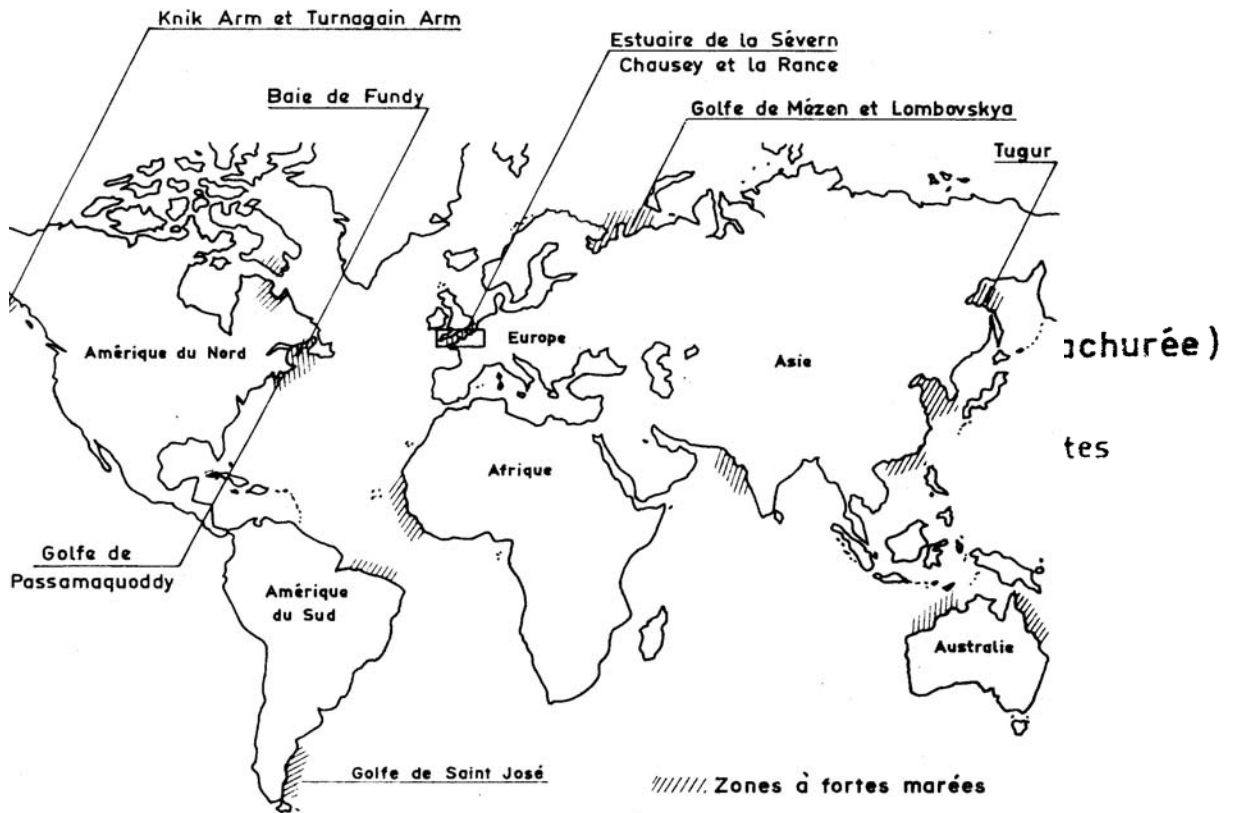 Knik Arm et Turnagain Arm
Estuaire de la Sévern
Chausey et la Rance
Baie de Fundy
Golfe de Mézen et Lombovskya
Tugur
Amérique du Nord
Europe
Asie
achurée)
tes
Afrique
Golfe de
Passamaquoddy
Amérique
du Sud
Australie
Golfe de Saint José
Zones à fortes marées